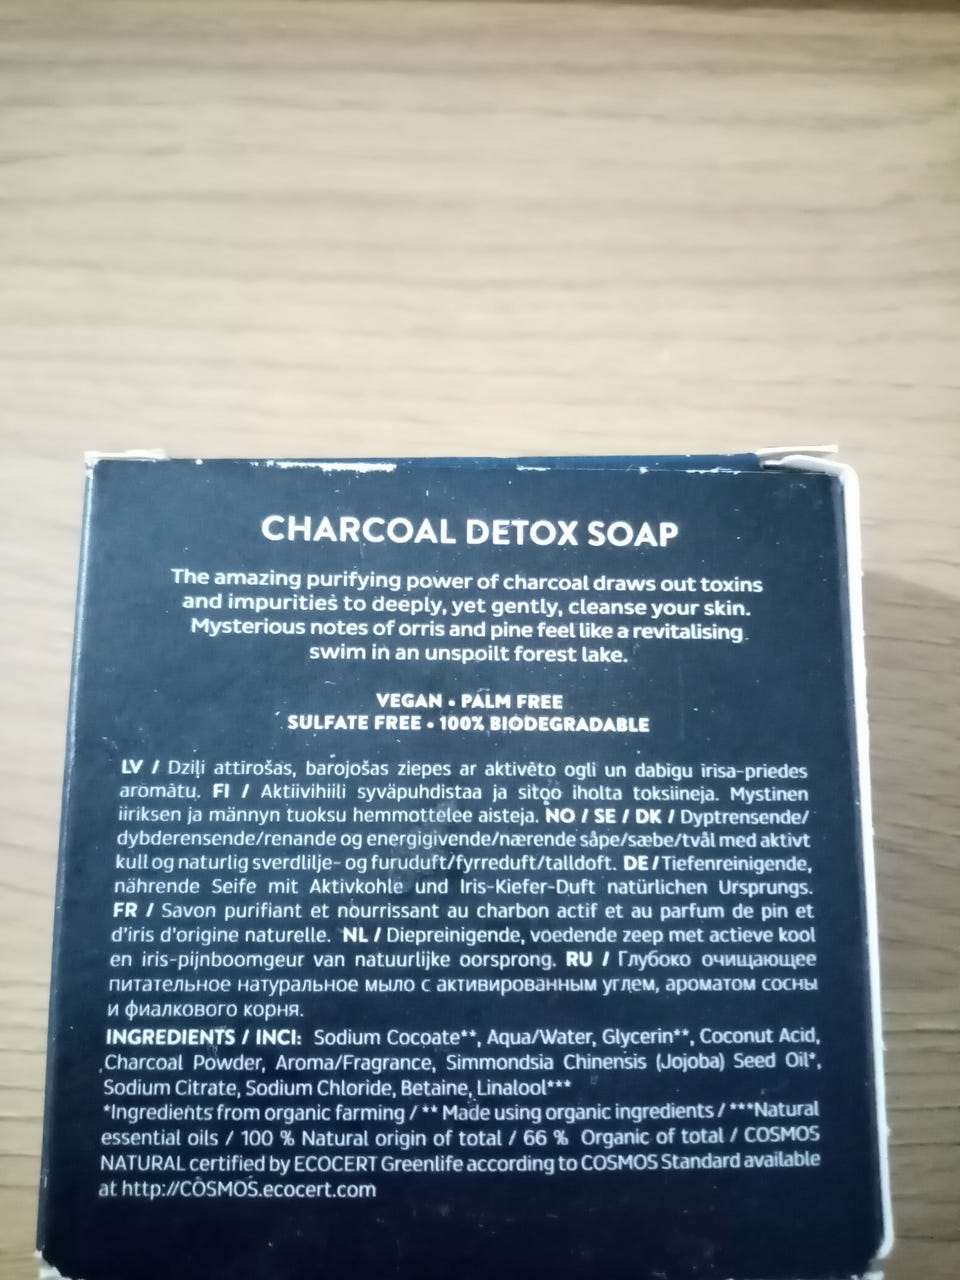 CHARCOAL DETOX SOAP
The amazing purifying power of charcoal draws out toxins
and impurities to deeply, yet gently, cleanse your skin.
Mysterious notes of orris and pine feel like a revitalising
swim in an unspoilt forest lake.
VEGAN • PALM FREE
SULFATE FREE • 100% BIODEGRADABLE
LV / Dziļi attīrošas, barojošas ziepes ar aktivēto ogli un dabīgu īrisa-priedes
aromātu. FI / Aktiivihiili syväpuhdistaa ja sitoo iholta toksiineja. Mystinen
iiriksen ja männyn tuoksu hemmottelee aisteja. NO / SE / DK / Dyptrensende/
dybderensende/renande og energigivende/nærende såpe/sæbe/tvål med aktivt
kull og naturlig sverdlilje- og furuduft/fyrreduft/talldoft. DE / Tiefenreinigende,
nährende Seife mit Aktivkohle und Iris-Kiefer-Duft natürlichen Ursprungs.
FR / Savon purifiant et nourrissant au charbon actif et au parfum de pin et
d'iris d'origine naturelle. NL / Diepreinigende, voedende zeep met actieve kool
en iris-pijnboomgeur van natuurlijke oorsprong. RU / Глубоко очищающее
питательное натуральное мыло с активированным углем, ароматом сосны
и фиалкового корня.
INGREDIENTS / INCI: Sodium Cocoate**, Aqua/Water, Glycerin**, Coconut Acid,
Charcoal Powder, Aroma/Fragrance, Simmondsia Chinensis (Jojoba) Seed Oil*,
Sodium Citrate, Sodium Chloride, Betaine, Linalool***
*Ingredients from organic farming / ** Made using organic ingredients / ***Natural
essential oils / 100 % Natural origin of total / 66 % Organic of total / COSMOS
NATURAL certified by ECOCERT Greenlife according to COSMOS Standard available
at http://COSMOS.ecocert.com